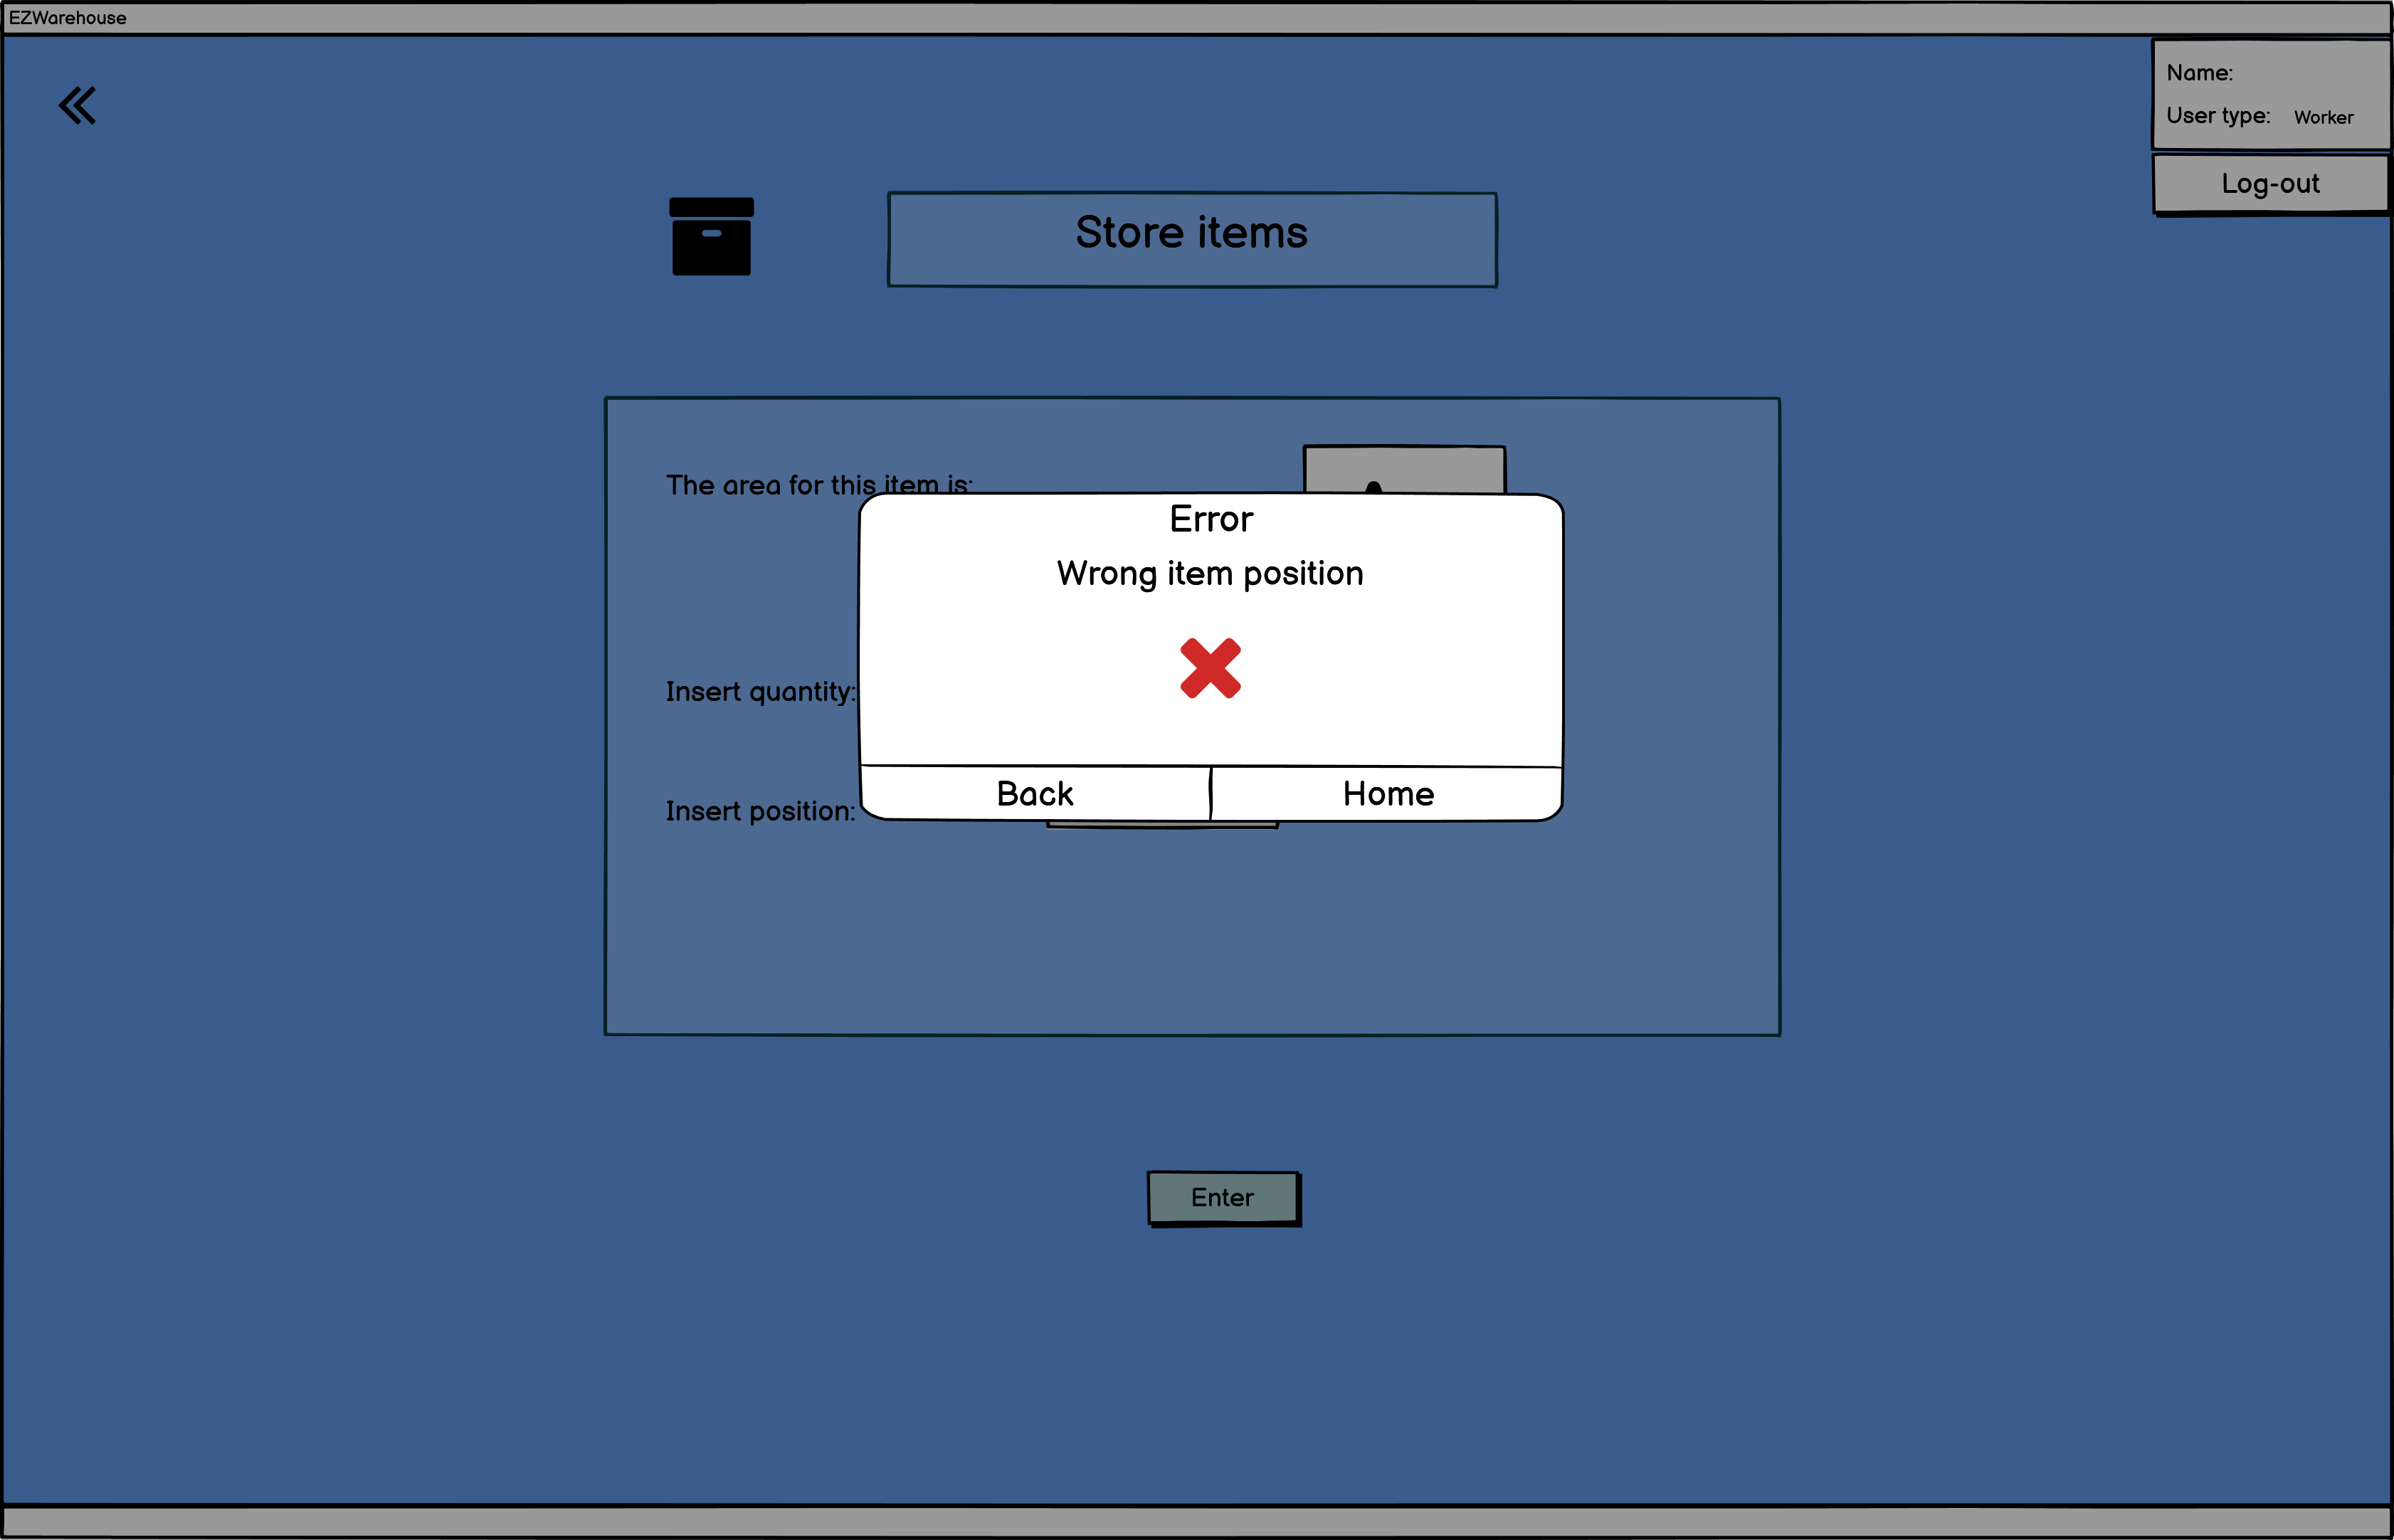 EZWarehouse
Name:
User type: Worker
Log-out
Store items
The area for this item is:
Error
Wrong item position
Insert quantity:
Back Home
Insert position:
Enter